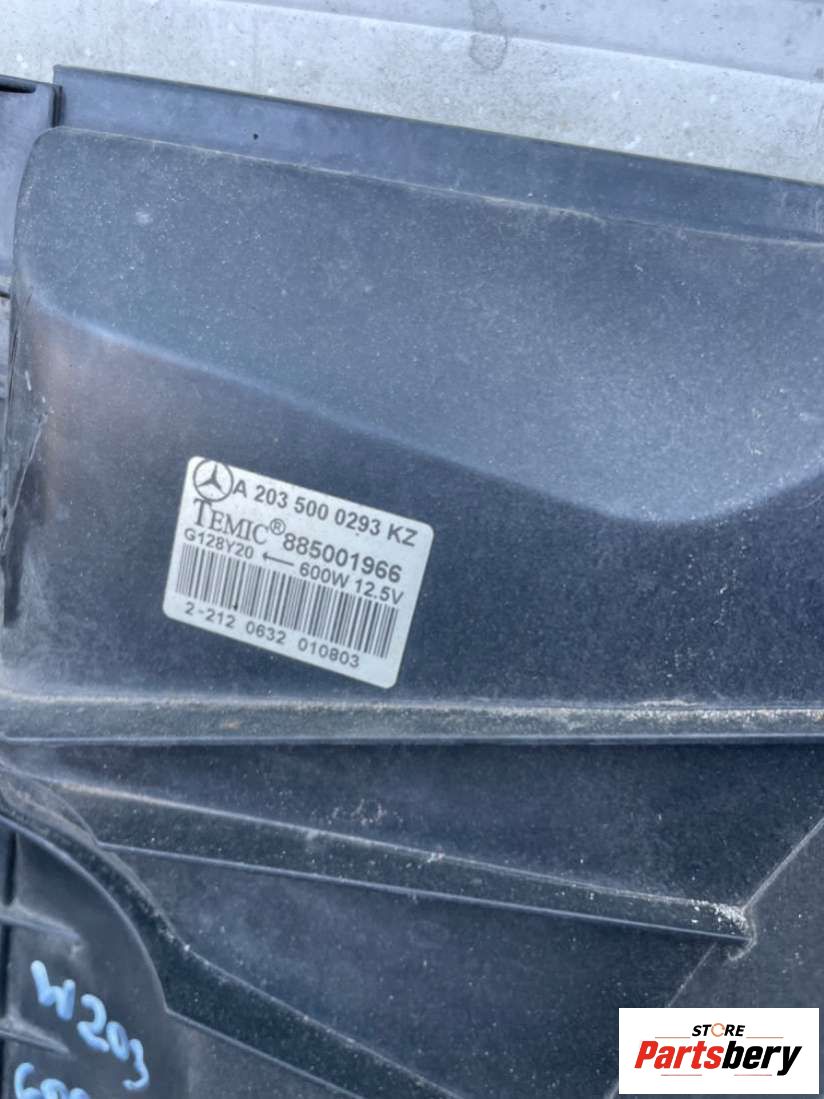 A 203 500 0293 KZ
TEMIC® 885001966
G128Y20 ← 600W 12.5V
2-212 0632 010803
W203
STORE
Partsbery